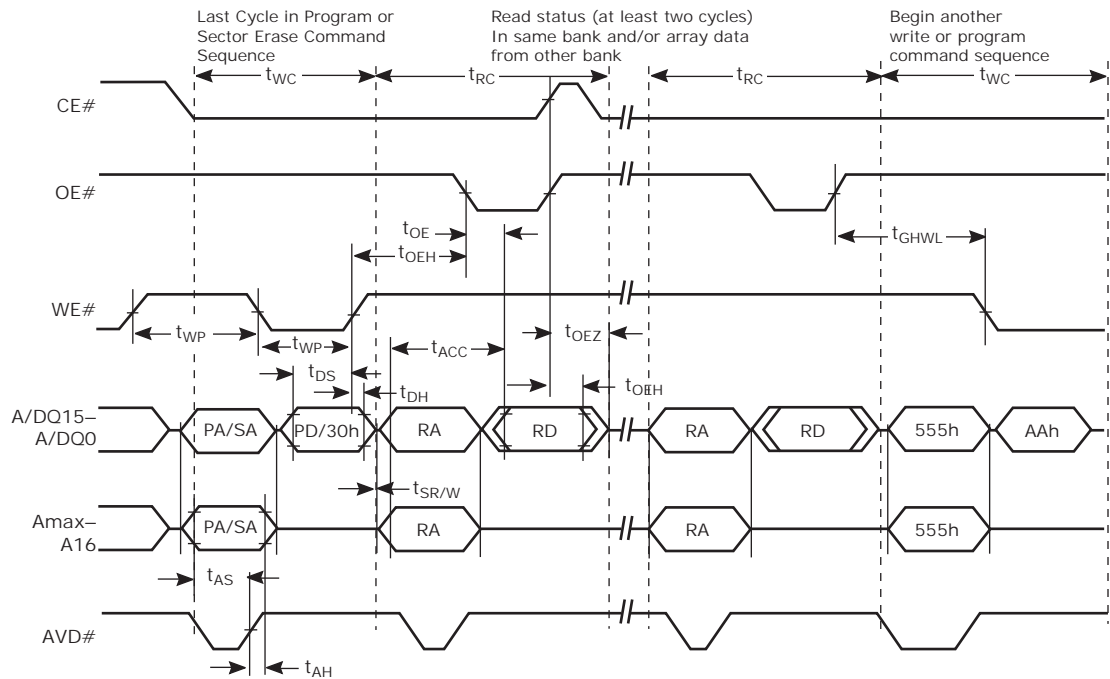 Last Cycle in Program or
Sector Erase Command
Sequence
Read status (at least two cycles)
In same bank and/or array data
from other bank
Begin another
write or program
command sequence
tWC
tRC
tRC
tWC
CE#
OE#
tOE
tOEH
tGHWL
WE#
tWP
tWP
tACC
tOEZ
tDS
tDH
tOEH
A/DQ15–
A/DQ0
PA/SA
PD/30h
RA
RD
RA
RD
555h
AAh
tSR/W
Amax–
A16
PA/SA
RA
RA
555h
tAS
AVD#
tAH